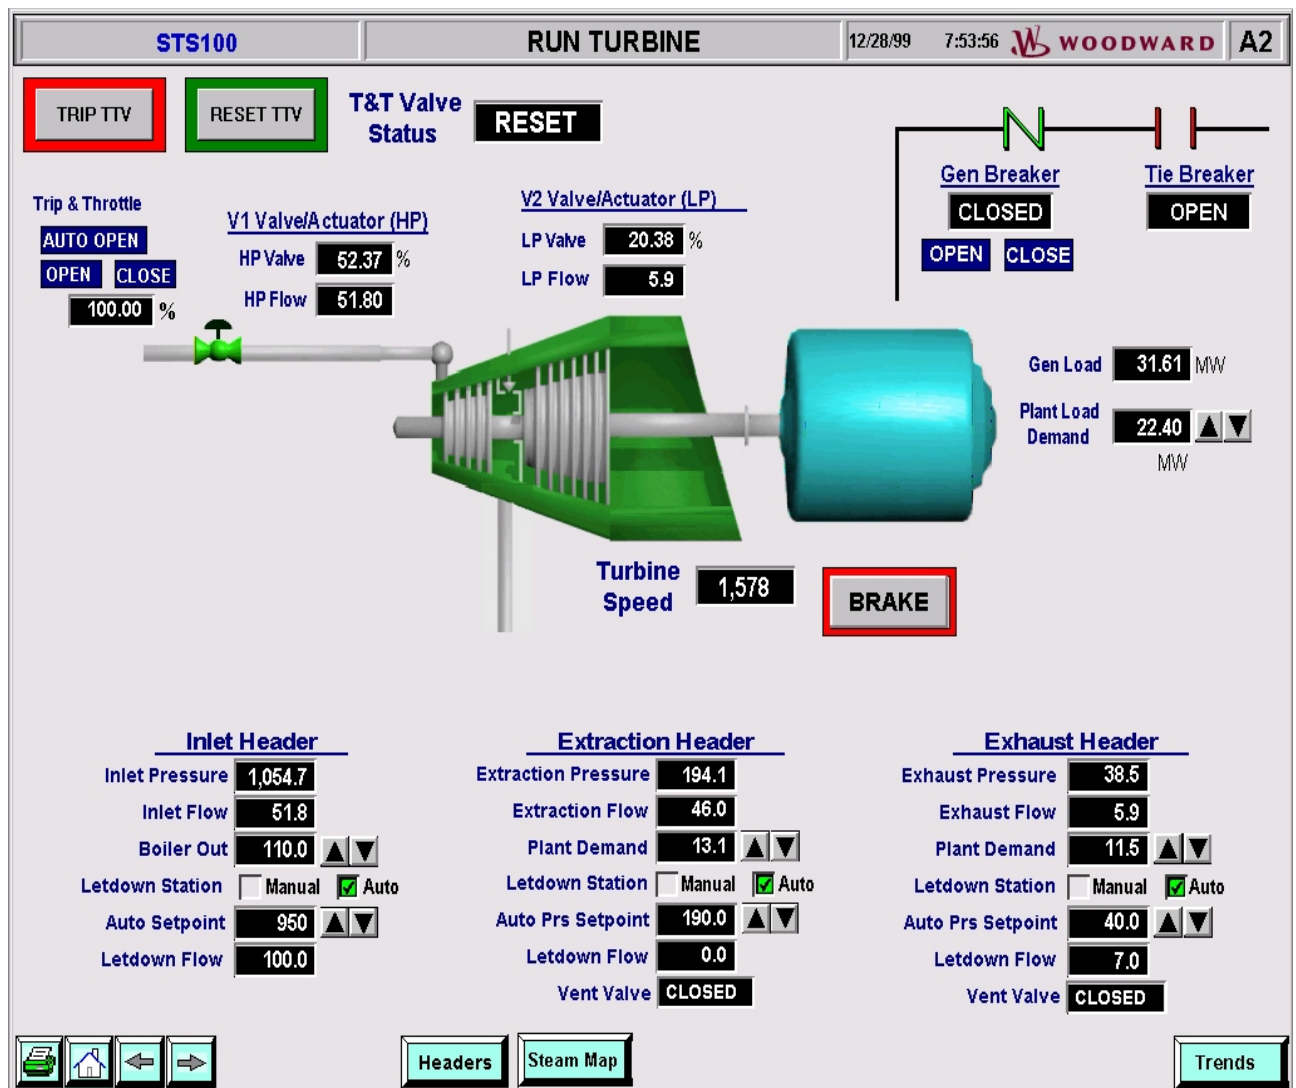 STS100 RUN TURBINE 12/28/99 7:53:56 W WOODWARD A2
TRIP TTV
RESET TTV
T&T Valve
Status
RESET
Gen Breaker
CLOSED
OPEN CLOSE
Tie Breaker
OPEN
Trip & Throttle
AUTO OPEN
OPEN CLOSE
100.00 %
V1 Valve/Actuator (HP)
HP Valve 52.37 %
HP Flow 51.80
V2 Valve/Actuator (LP)
LP Valve 20.38 %
LP Flow 5.9
Gen Load 31.61 MW
Plant Load
Demand 22.40
MW
Turbine
Speed
1,578
BRAKE
Inlet Header
Inlet Pressure 1,054.7
Inlet Flow 51.8
Boiler Out 110.0
Letdown Station Manual Auto
Auto Setpoint 950
Letdown Flow 100.0
Extraction Header
Extraction Pressure 194.1
Extraction Flow 46.0
Plant Demand 13.1
Letdown Station Manual Auto
Auto Prs Setpoint 190.0
Letdown Flow 0.0
Vent Valve CLOSED
Exhaust Header
Exhaust Pressure 38.5
Exhaust Flow 5.9
Plant Demand 11.5
Letdown Station Manual Auto
Auto Prs Setpoint 40.0
Letdown Flow 7.0
Vent Valve CLOSED
Headers
Steam Map
Trends